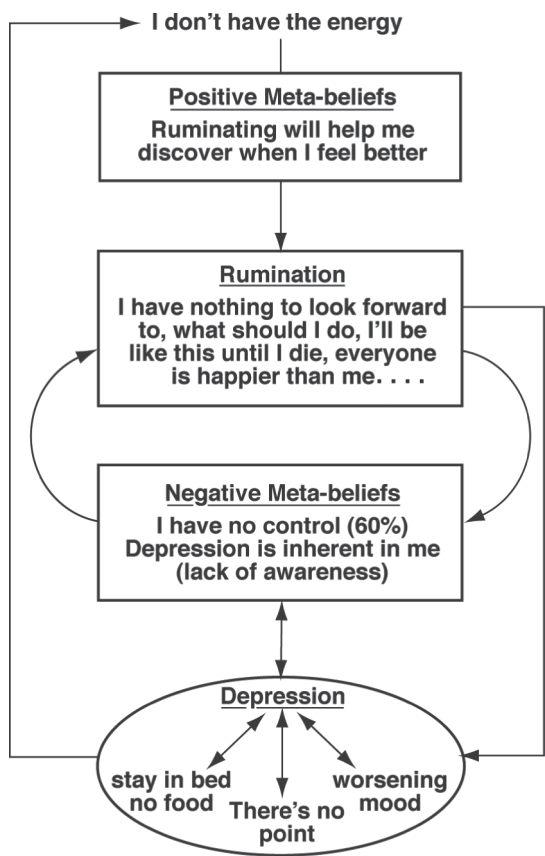 I don't have the energy
Positive Meta-beliefs
Ruminating will help me
discover when I feel better
Rumination
I have nothing to look forward
to, what should I do, I'll be
like this until I die, everyone
is happier than me. . . .
Negative Meta-beliefs
I have no control (60%)
Depression is inherent in me
(lack of awareness)
Depression
stay in bed
no food
There's no
point
worsening
mood